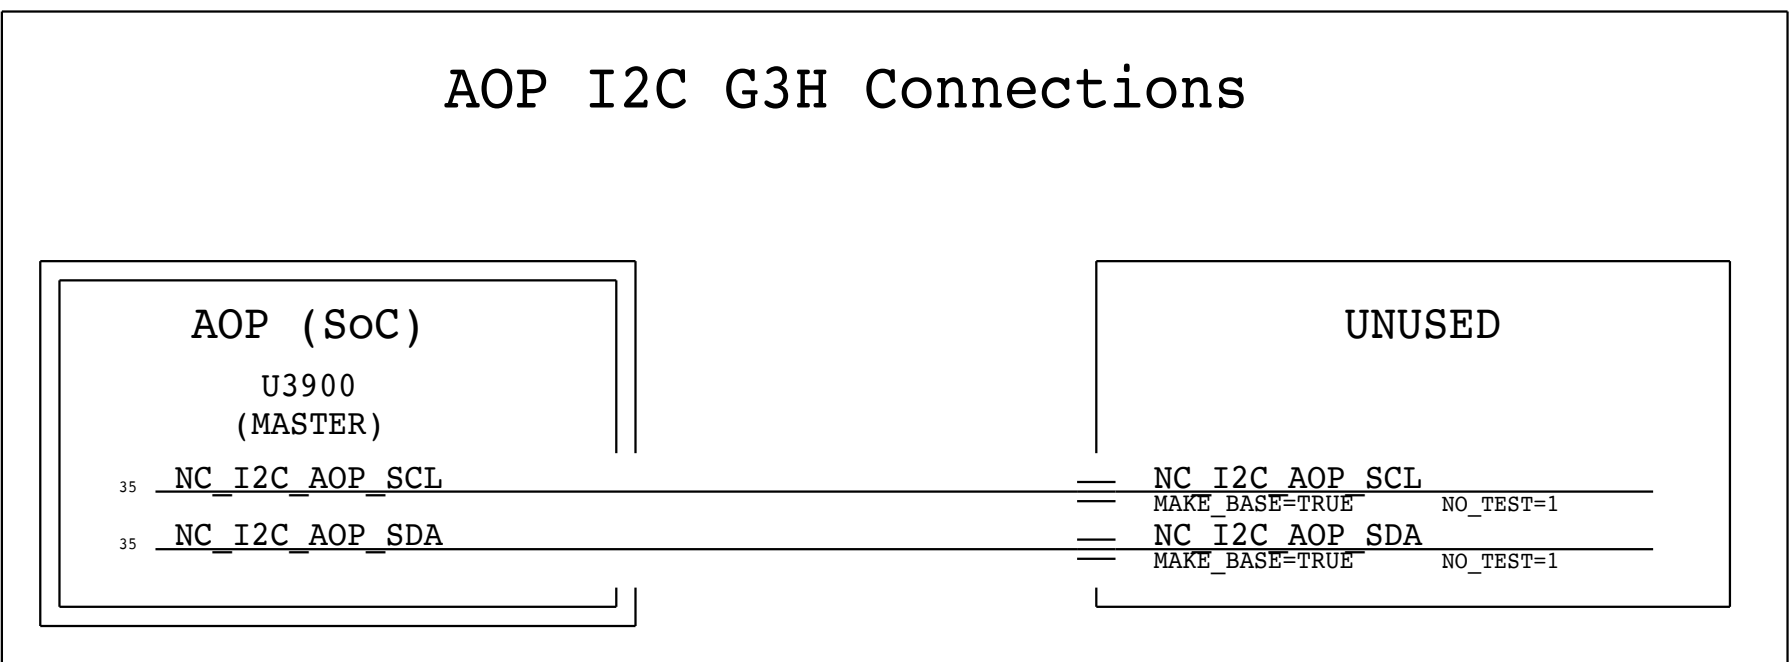 AOP I2C G3H Connections
AOP (SoC)
U3900
(MASTER)
35 NC_I2C_AOP_SCL
35 NC_I2C_AOP_SDA
UNUSED
NC_I2C_AOP_SCL
MAKE_BASE=TRUE NO_TEST=1
NC_I2C_AOP_SDA
MAKE_BASE=TRUE NO_TEST=1